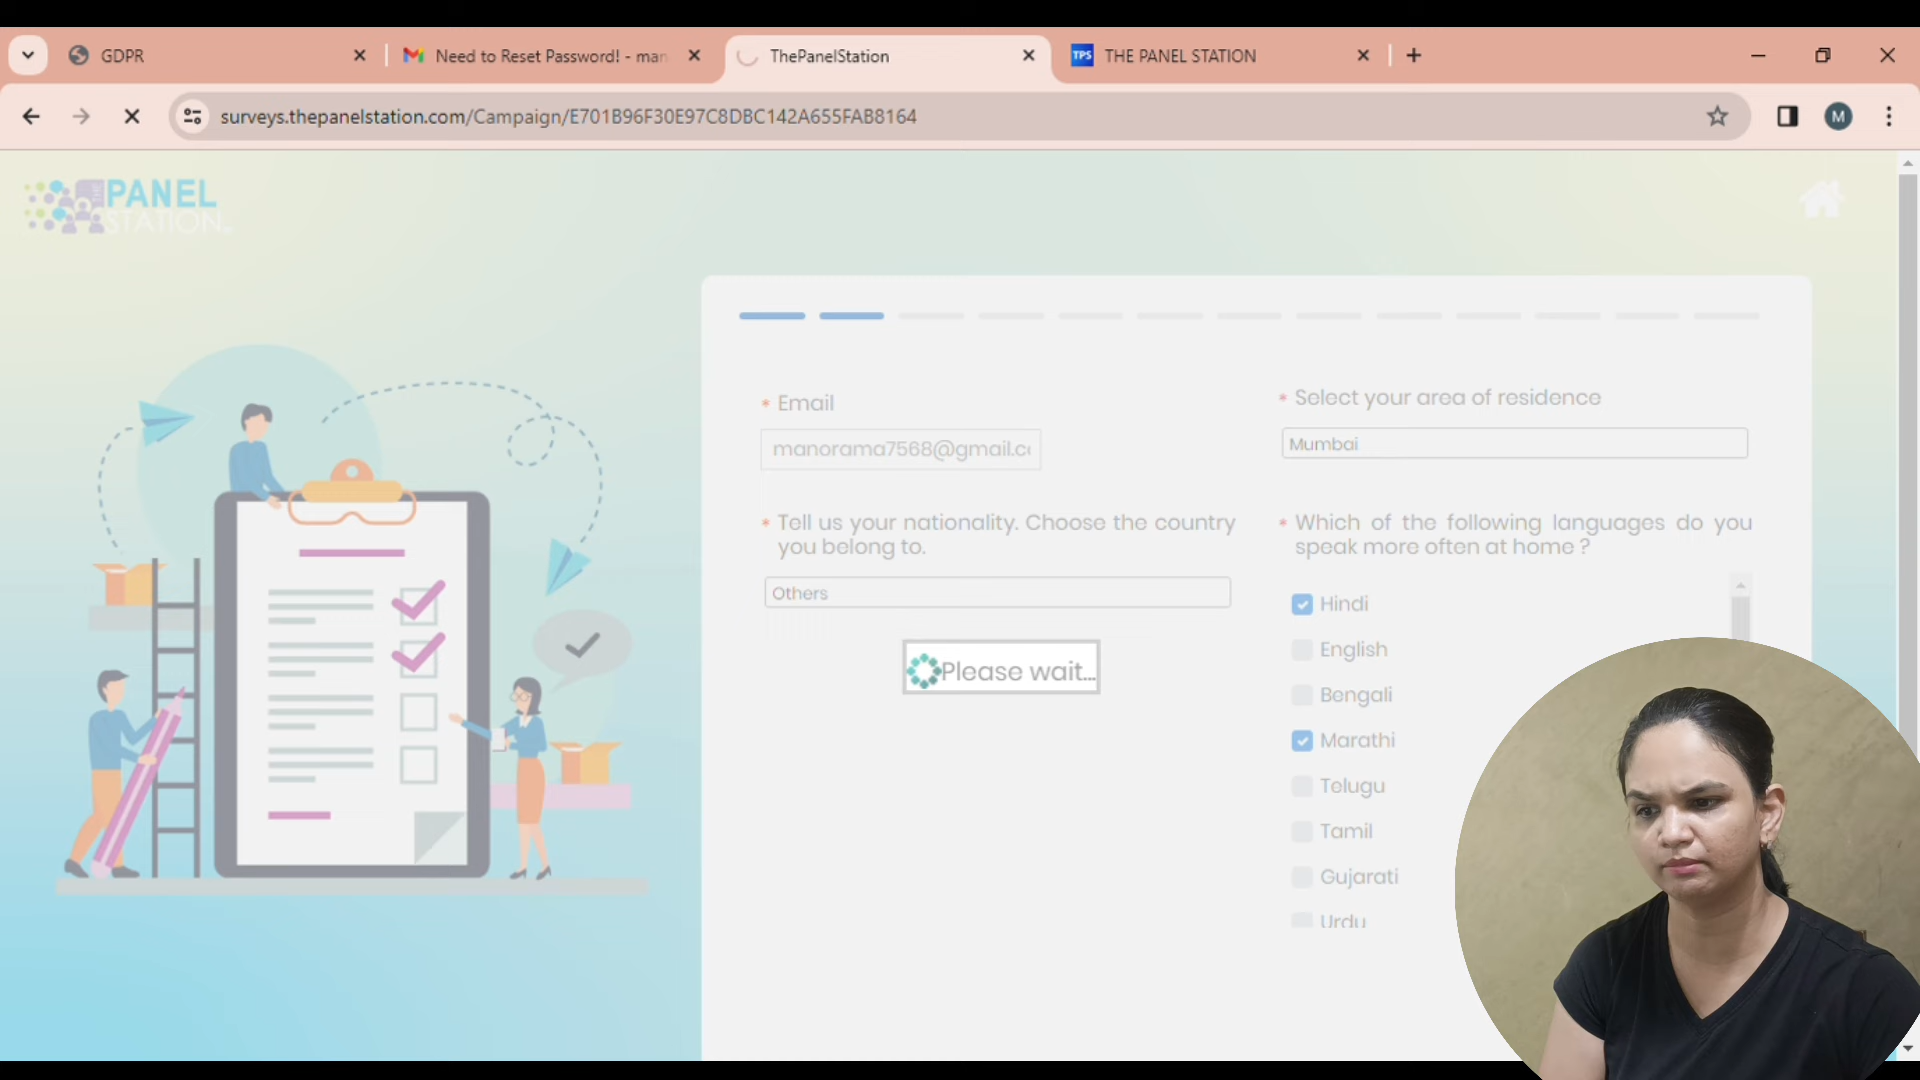 GDPR
Need to Reset Password! - man
ThePanelStation
TPS THE PANEL STATION
surveys.thepanelstation.com/Campaign/E701B96F30E97C8DBC142A655FAB8164
M
THE PANEL
STATION
* Email
manorama7568@gmail.c
* Select your area of residence
Mumbai
* Tell us your nationality. Choose the country
you belong to.
Others
* Which of the following languages do you
speak more often at home ?
Hindi
English
Bengali
Marathi
Telugu
Tamil
Gujarati
Urdu
Please wait...